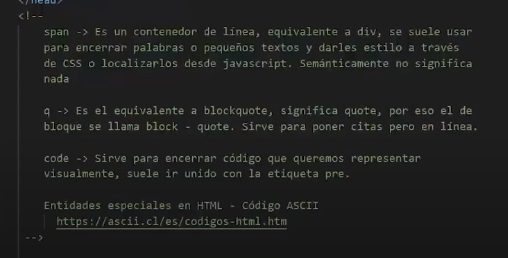 </head>
<!--
span -> Es un contenedor de línea, equivalente a div, se suele usar
para encerrar palabras o pequeños textos y darles estilo a través
de CSS o localizarlos desde javascript. Semánticamente no significa
nada
q -> Es el equivalente a blockquote, significa quote, por eso el de
bloque se llama block - quote. Sirve para poner citas pero en línea.
code -> Sirve para encerrar código que queremos representar
visualmente, suele ir unido con la etiqueta pre.
Entidades especiales en HTML - Código ASCII
https://ascii.cl/es/codigos-html.htm
-->